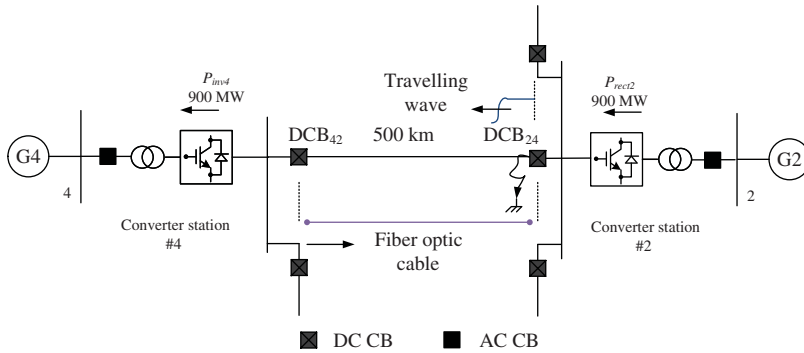 P_inv4
900 MW
Travelling
wave
P_rect2
900 MW
G4
DCB₄₂
500 km
DCB₂₄
G2
4
2
Converter station
#4
Fiber optic
cable
Converter station
#2
DC CB
AC CB